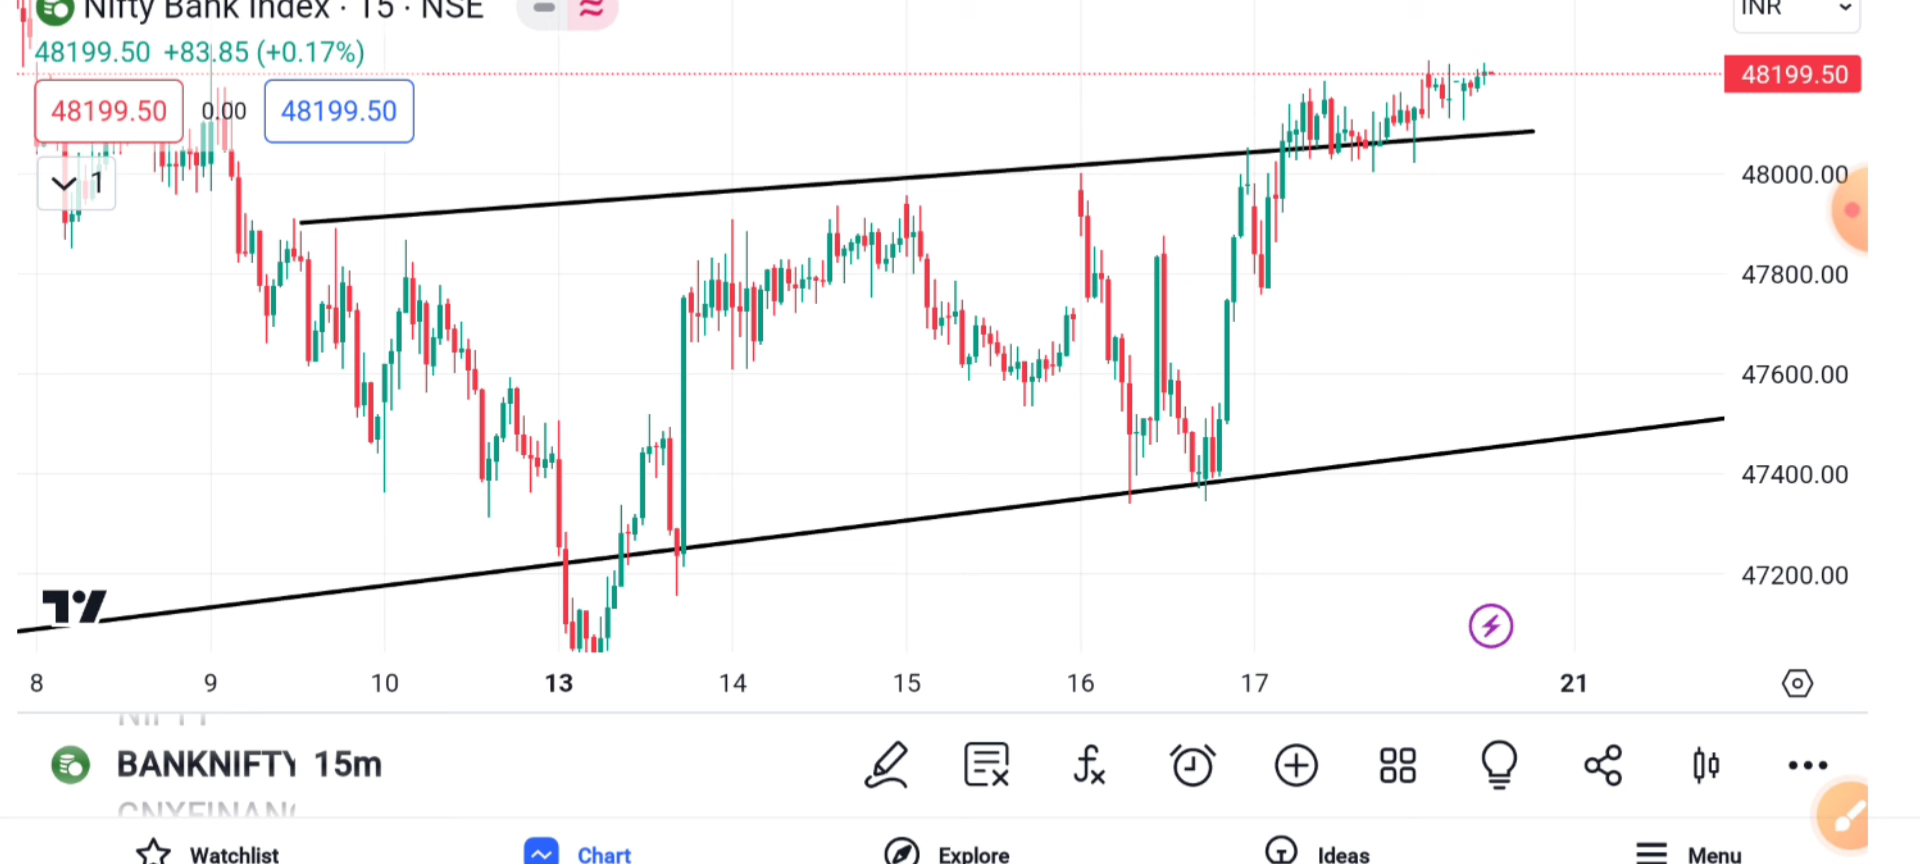 Nifty Bank Index · 15 · NSE
INR
48199.50 +83.85 (+0.17%)
48199.50
48199.50 0.00 48199.50
1
48000.00
47800.00
47600.00
47400.00
47200.00
8 9 10 13 14 15 16 17 21
NIFTY
BANKNIFTY 15m
Watchlist
Chart
Explore
Ideas
Menu